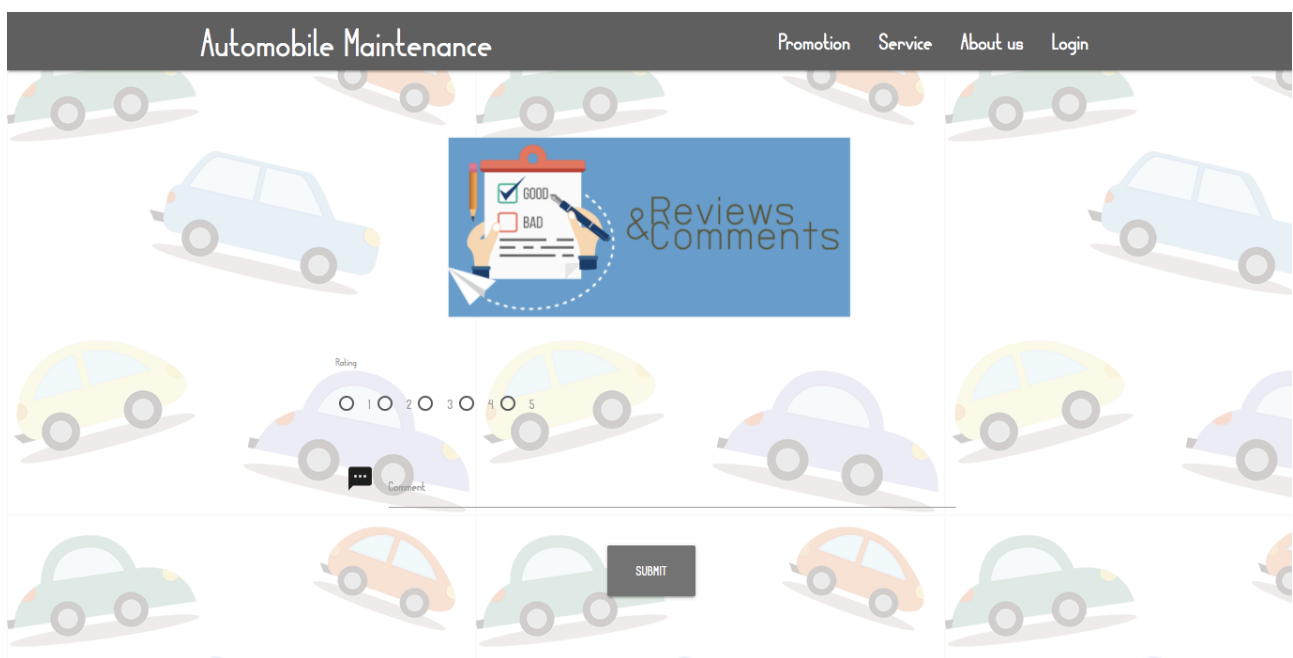 Automobile Maintenance Promotion Service About us Login
GOOD
BAD
&Reviews
Comments
Rating
1 2 3 4 5
Comment
SUBMIT